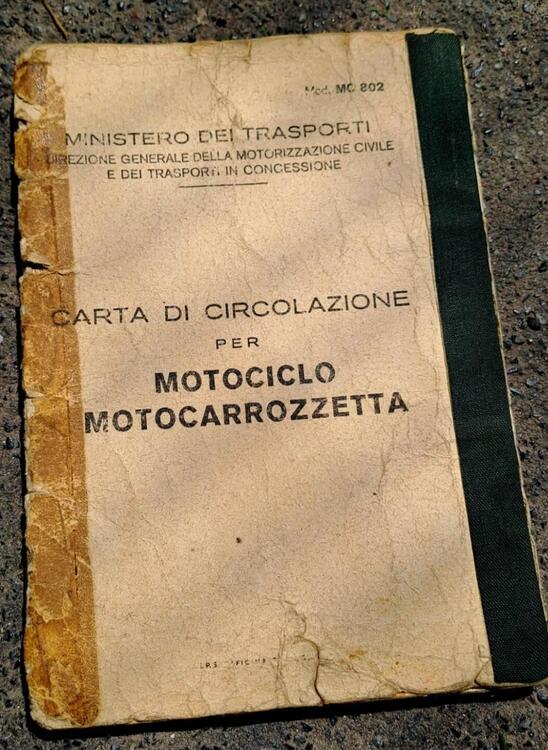 Mod. MC 802
MINISTERO DEI TRASPORTI
DIREZIONE GENERALE DELLA MOTORIZZAZIONE CIVILE
E DEI TRASPORTI IN CONCESSIONE
CARTA DI CIRCOLAZIONE
PER
MOTOCICLO
MOTOCARROZZETTA